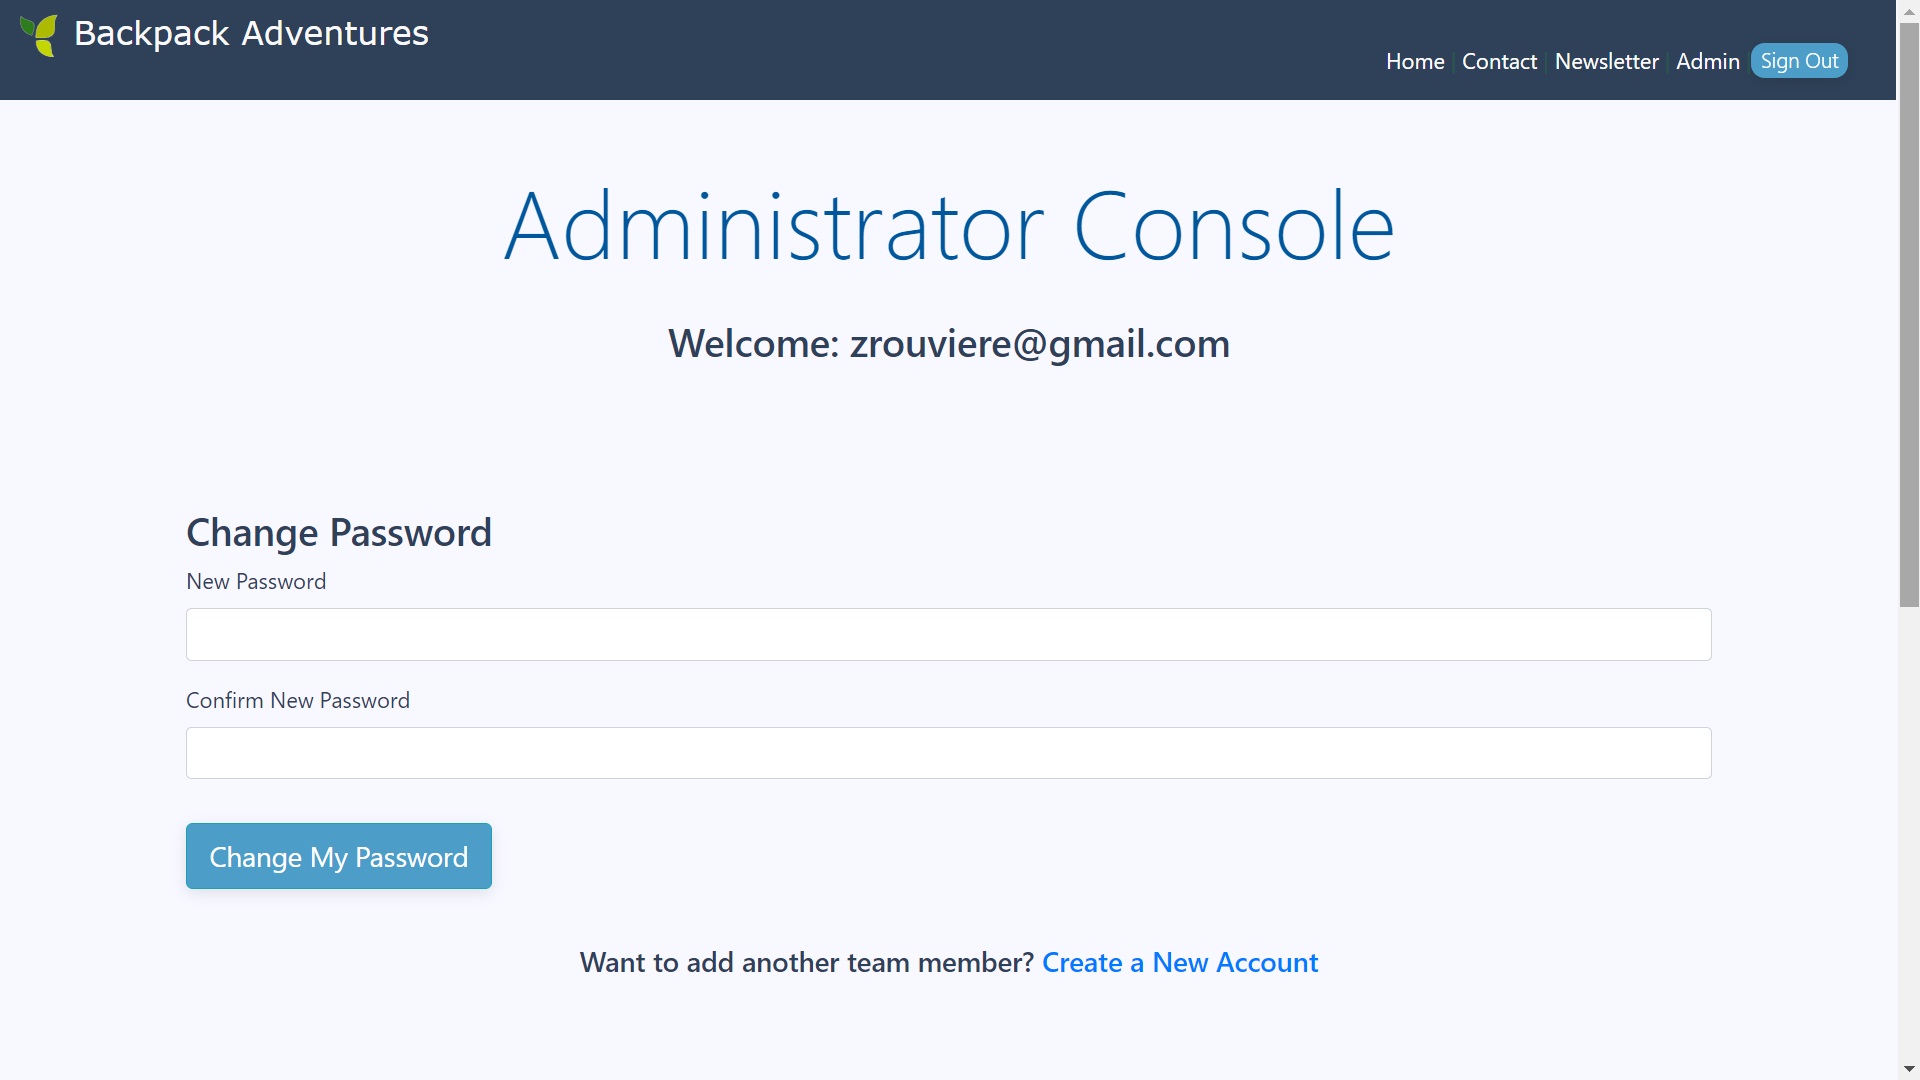 Backpack Adventures
Home Contact Newsletter Admin Sign Out
Administrator Console
Welcome: zrouviere@gmail.com
Change Password
New Password
Confirm New Password
Change My Password
Want to add another team member? Create a New Account